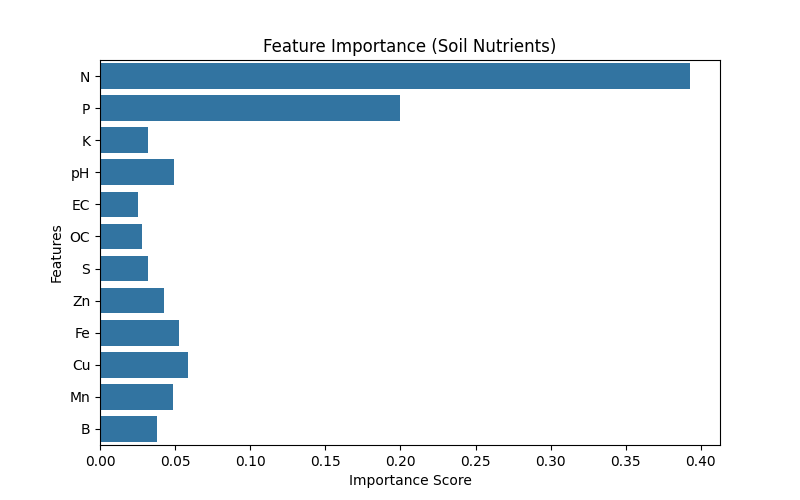 Feature Importance (Soil Nutrients)
N
P
K
pH
EC
OC
S
Zn
Fe
Cu
Mn
B
Features
0.00 0.05 0.10 0.15 0.20 0.25 0.30 0.35 0.40
Importance Score